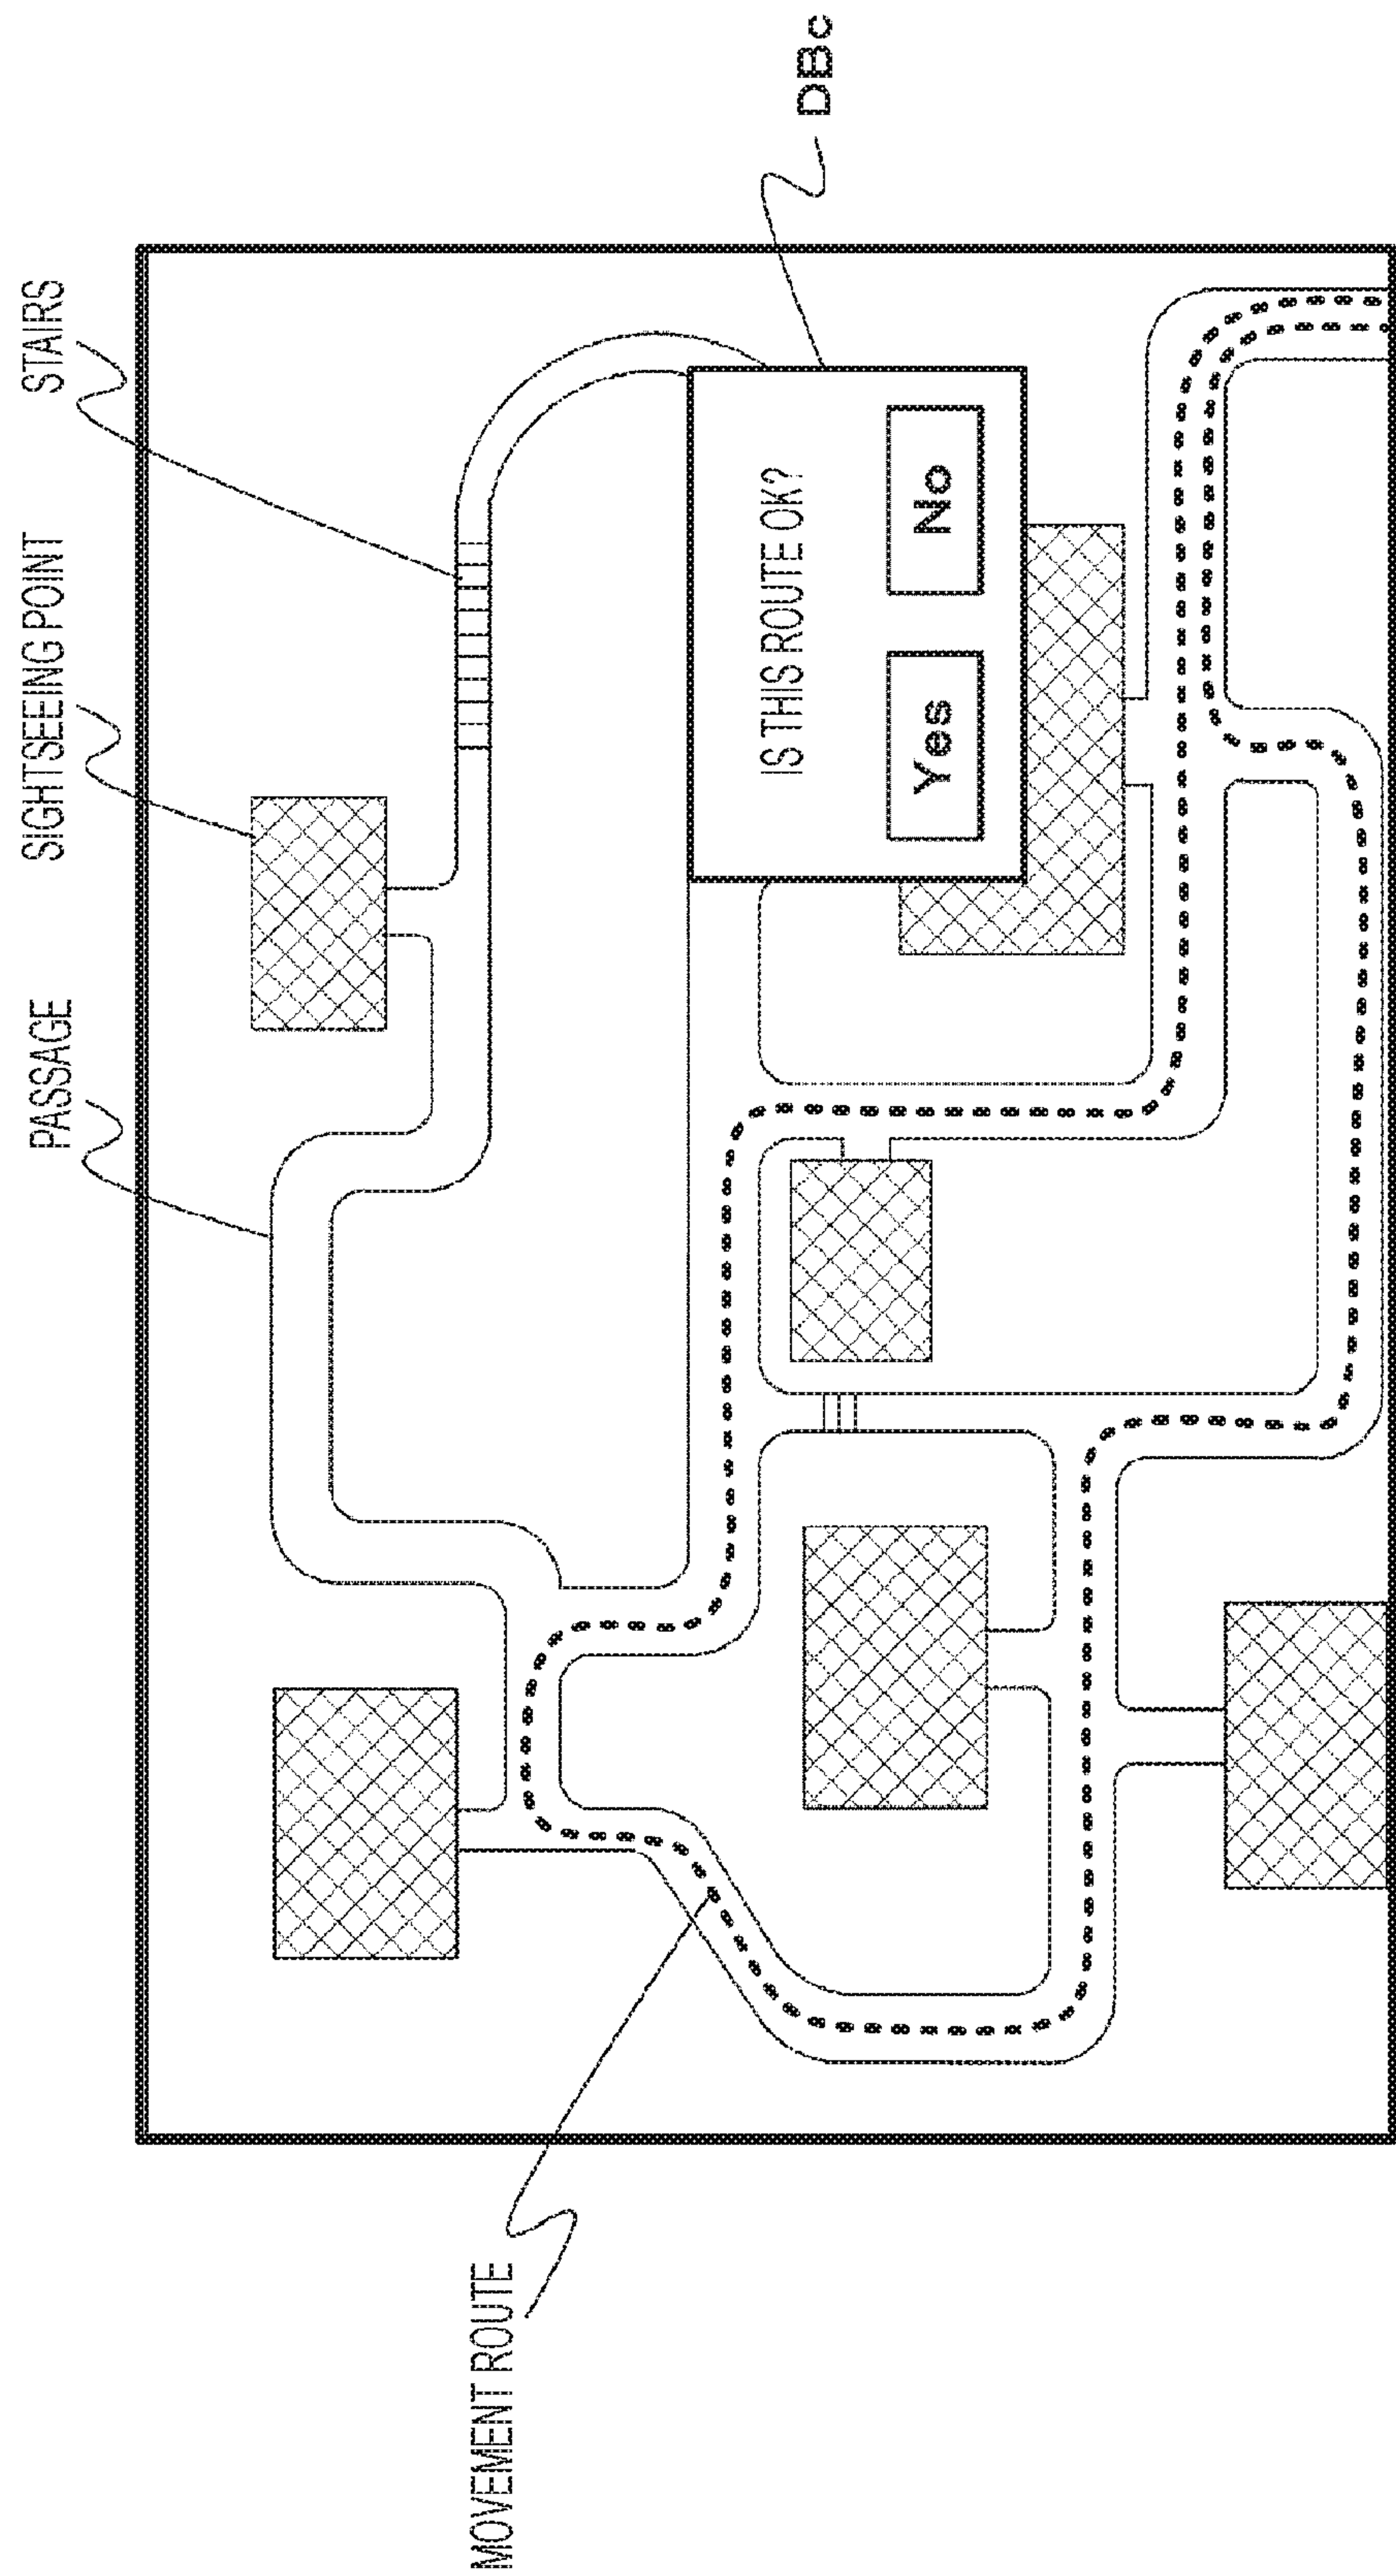 MOVEMENT ROUTE
PASSAGE
SIGHTSEEING POINT
STAIRS
IS THIS ROUTE OK?
Yes
No
DBc